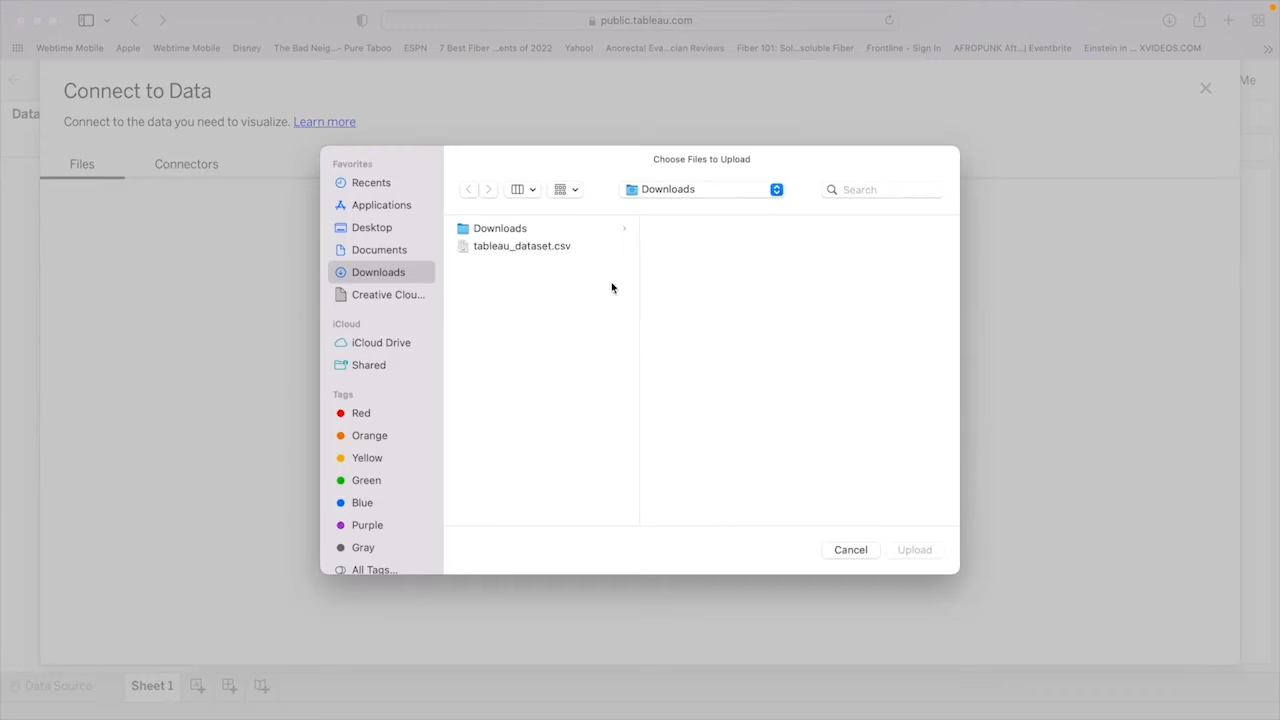 public.tableau.com
Webtime Mobile Apple Webtime Mobile Disney The Bad Neig...- Pure Taboo ESPN 7 Best Fiber ...ents of 2022 Yahoo! Anorectal Eva...cian Reviews Fiber 101: Sol...soluble Fiber Frontline - Sign In AFROPUNK Aft...| Eventbrite Einstein in ... XVIDEOS.COM
Connect to Data
Me
Data
Connect to the data you need to visualize. Learn more
Files Connectors
Choose Files to Upload
Favorites
Recents
Applications
Desktop
Documents
Downloads
Creative Clou...
iCloud
iCloud Drive
Shared
Tags
Red
Orange
Yellow
Green
Blue
Purple
Gray
All Tags...
Downloads
Search
Downloads
tableau_dataset.csv
Cancel Upload
Data Source Sheet 1